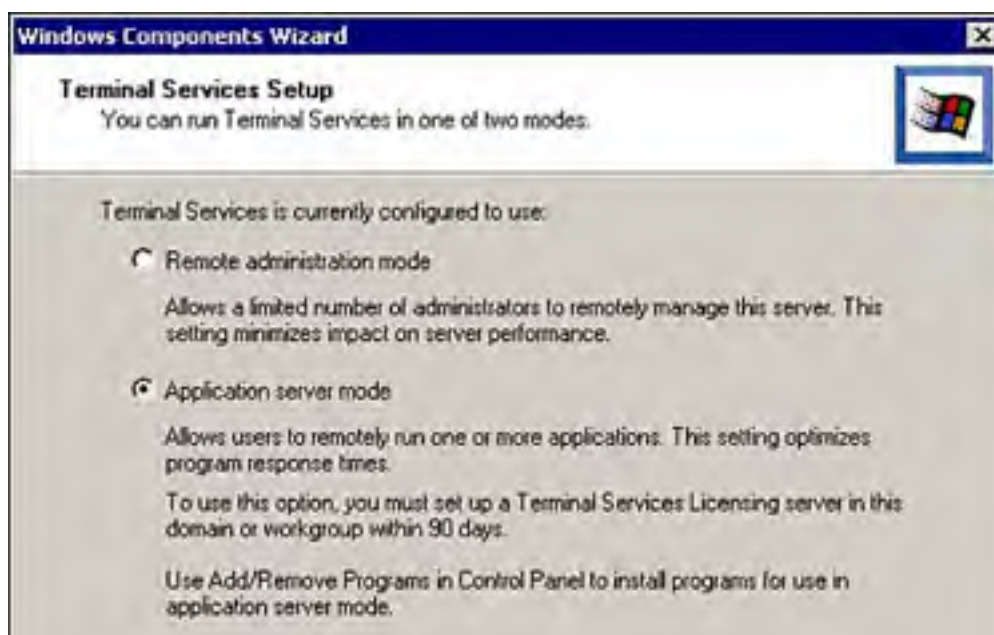 Windows Components Wizard
Terminal Services Setup
You can run Terminal Services in one of two modes.
Terminal Services is currently configured to use:
Remote administration mode
Allows a limited number of administrators to remotely manage this server. This
setting minimizes impact on server performance.
Application server mode
Allows users to remotely run one or more applications. This setting optimizes
program response times.
To use this option, you must set up a Terminal Services Licensing server in this
domain or workgroup within 90 days.
Use Add/Remove Programs in Control Panel to install programs for use in
application server mode.